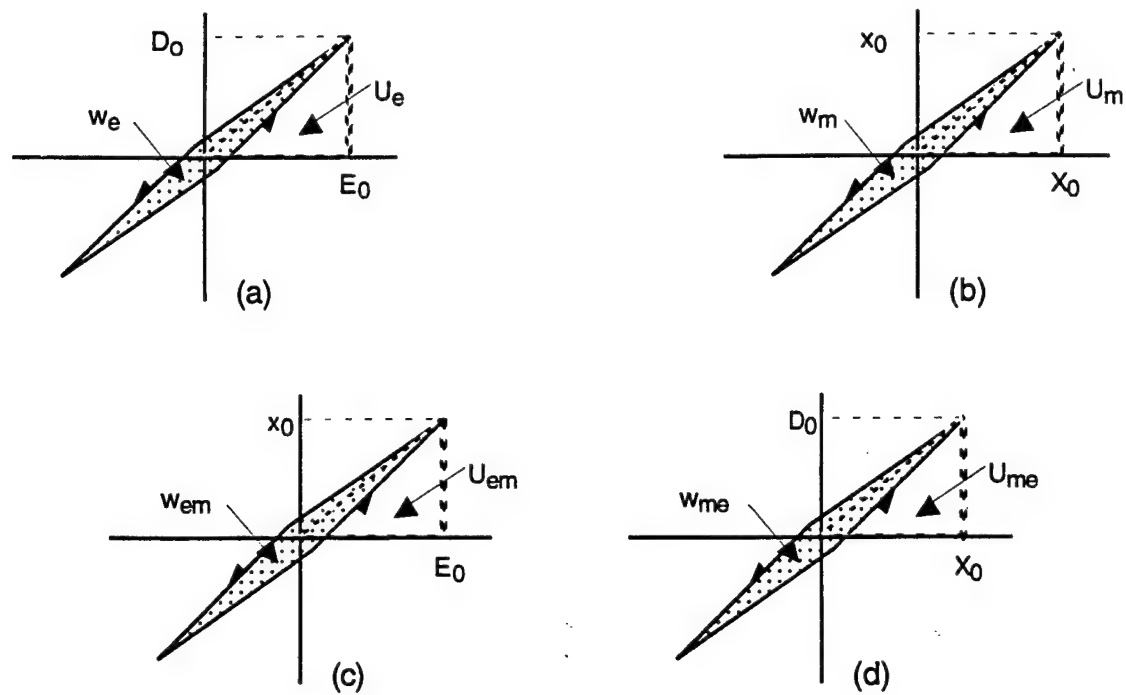 D₀
Uₑ
wₑ
E₀
(a)
x₀
Uₘ
wₘ
X₀
(b)
x₀
Uₑₘ
wₑₘ
E₀
(c)
D₀
Uₘₑ
wₘₑ
X₀
(d)